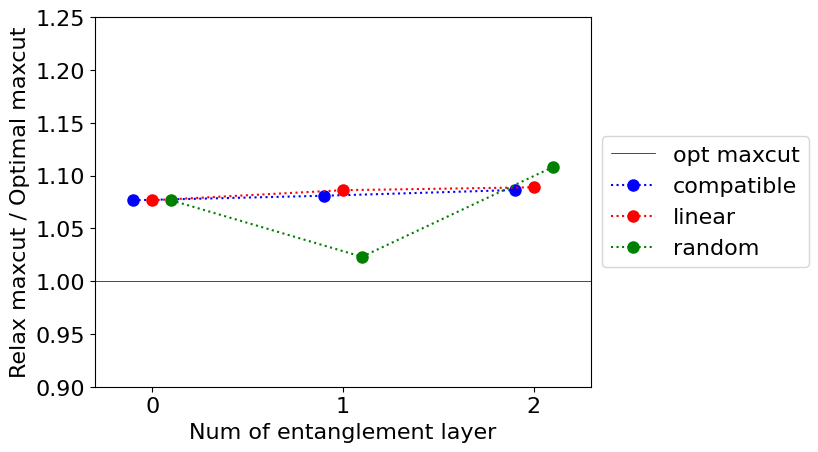 Relax maxcut / Optimal maxcut
1.25
1.20
1.15
1.10
1.05
1.00
0.95
0.90
0
1
2
Num of entanglement layer
opt maxcut
compatible
linear
random